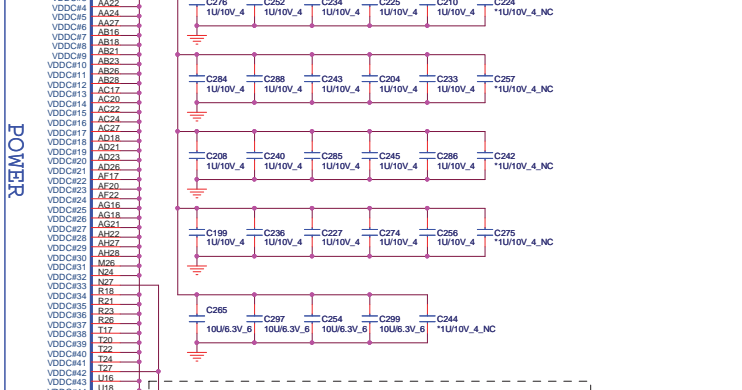 C276 C252 C234 C225 C210 C224
1U/10V_4 1U/10V_4 1U/10V_4 1U/10V_4 1U/10V_4 *1U/10V_4_NC
C284 C288 C243 C204 C233 C257
1U/10V_4 1U/10V_4 1U/10V_4 1U/10V_4 1U/10V_4 *1U/10V_4_NC
C208 C240 C285 C245 C286 C242
1U/10V_4 1U/10V_4 1U/10V_4 1U/10V_4 1U/10V_4 *1U/10V_4_NC
C199 C236 C227 C274 C256 C275
1U/10V_4 1U/10V_4 1U/10V_4 1U/10V_4 1U/10V_4 *1U/10V_4_NC
C265 C297 C254 C299 C244
10U/6.3V_6 10U/6.3V_6 10U/6.3V_6 10U/6.3V_6 *1U/10V_4_NC
POWER
VDDC#4 AA22
VDDC#5 AA24
VDDC#6 AA27
VDDC#7 AB16
VDDC#8 AB18
VDDC#9 AB21
VDDC#10 AB23
VDDC#11 AB26
VDDC#12 AB28
VDDC#13 AC17
VDDC#14 AC20
VDDC#15 AC22
VDDC#16 AC24
VDDC#17 AC27
VDDC#18 AD18
VDDC#19 AD21
VDDC#20 AD23
VDDC#21 AD26
VDDC#22 AF17
VDDC#23 AF20
VDDC#24 AF22
VDDC#25 AG16
VDDC#26 AG18
VDDC#27 AG21
VDDC#28 AH22
VDDC#29 AH27
VDDC#30 AH28
VDDC#31 M26
VDDC#32 N24
VDDC#33 N27
VDDC#34 R18
VDDC#35 R21
VDDC#36 R23
VDDC#37 R26
VDDC#38 T17
VDDC#39 T20
VDDC#40 T22
VDDC#41 T24
VDDC#42 T27
VDDC#43 U16
U18